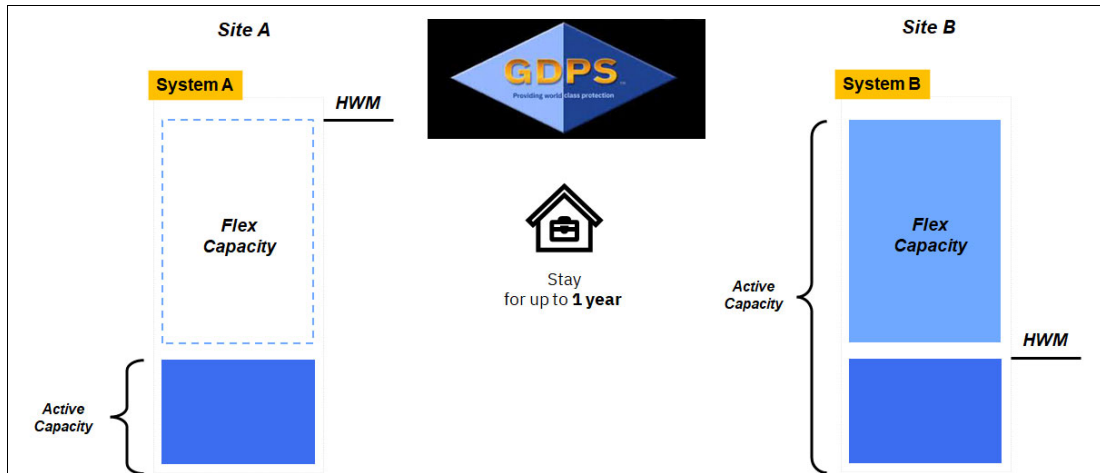 Site A
Site B
GDPS
Providing world class protection
System A
HWM
System B
Flex
Capacity
Flex
Capacity
Stay
for up to 1 year
Active
Capacity
HWM
Active
Capacity